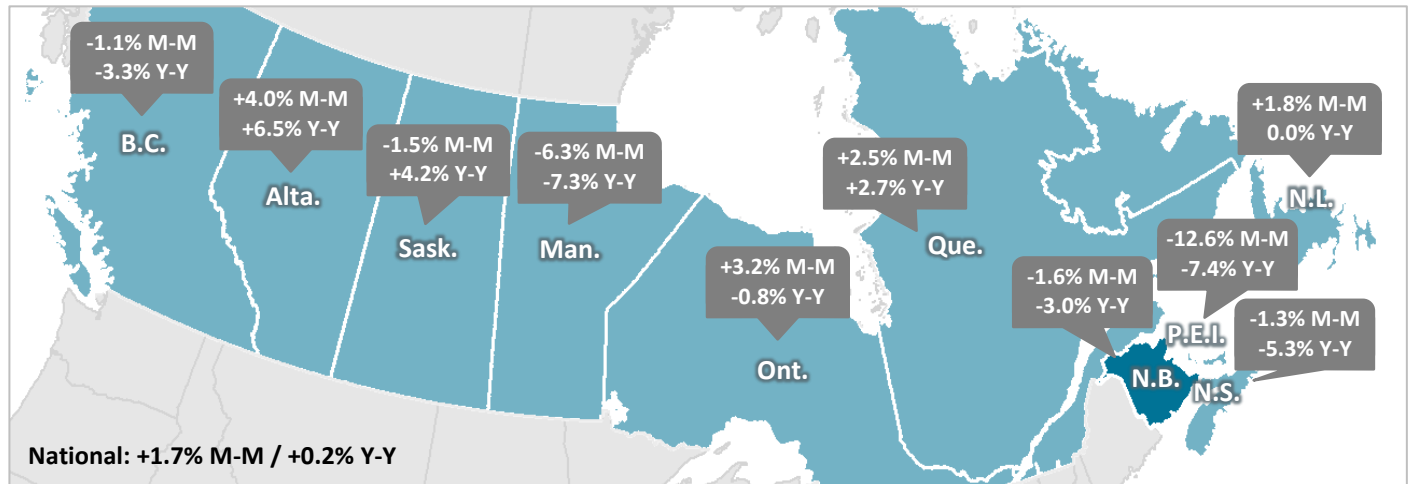 -1.1% M-M
-3.3% Y-Y
B.C.
+4.0% M-M
+6.5% Y-Y
Alta.
-1.5% M-M
+4.2% Y-Y
Sask.
-6.3% M-M
-7.3% Y-Y
Man.
+3.2% M-M
-0.8% Y-Y
Ont.
+2.5% M-M
+2.7% Y-Y
Que.
+1.8% M-M
0.0% Y-Y
N.L.
-12.6% M-M
-7.4% Y-Y
P.E.I.
-1.6% M-M
-3.0% Y-Y
N.B.
-1.3% M-M
-5.3% Y-Y
N.S.
National: +1.7% M-M / +0.2% Y-Y